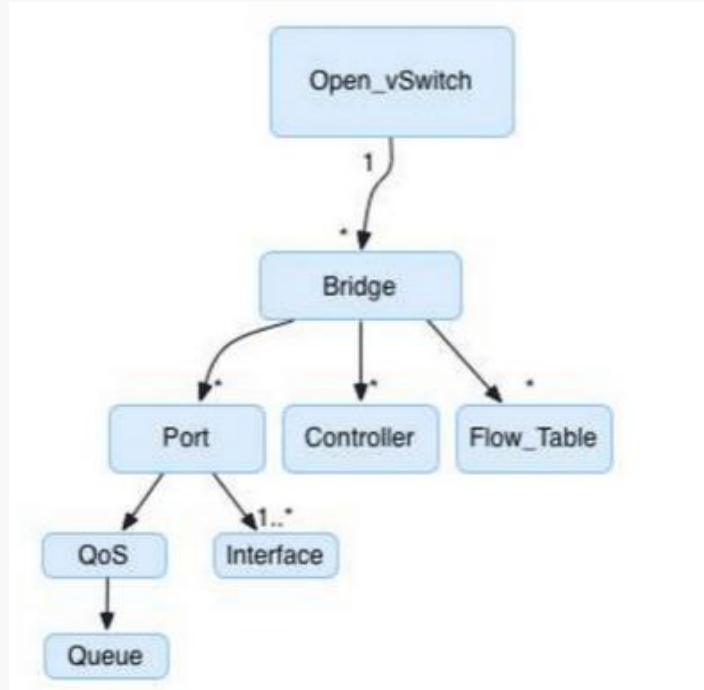 Open_vSwitch
1
*
Bridge
* * *
Port Controller Flow_Table
1..*
QoS Interface
Queue